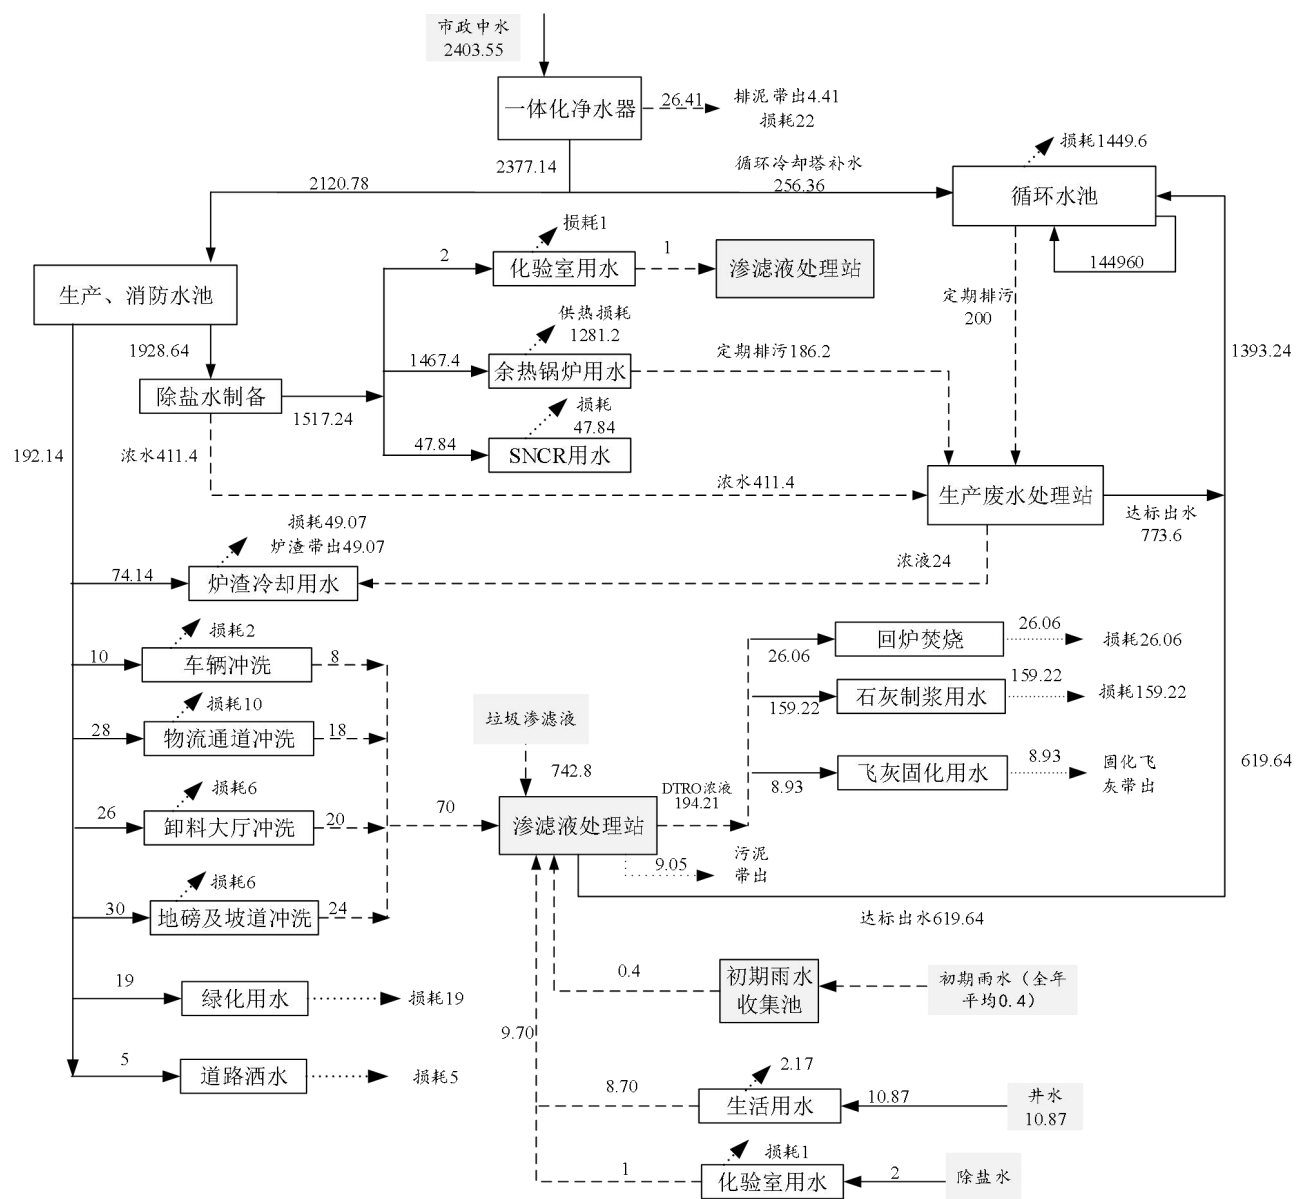 市政中水
2403.55
一体化净水器
26.41
排泥带出4.41
损耗22
2377.14
2120.78
循环冷却塔补水
256.36
损耗1449.6
循环水池
144960
损耗1
2
化验室用水
1
渗滤液处理站
生产、消防水池
定期排污
200
供热损耗
1281.2
1928.64
1467.4
余热锅炉用水
定期排污186.2
1393.24
除盐水制备
1517.24
损耗
47.84
47.84
SNCR用水
192.14
浓水411.4
浓水411.4
生产废水处理站
达标出水
773.6
损耗49.07
炉渣带出49.07
浓液24
74.14
炉渣冷却用水
损耗2
10
车辆冲洗
8
26.06
回炉焚烧
26.06
损耗26.06
损耗10
28
物流通道冲洗
18
垃圾渗滤液
742.8
159.22
石灰制浆用水
159.22
损耗159.22
损耗6
26
卸料大厅冲洗
20
70
渗滤液处理站
DTRO浓液
194.21
8.93
飞灰固化用水
8.93
固化飞
灰带出
619.64
9.05
污泥
带出
损耗6
30
地磅及坡道冲洗
24
达标出水619.64
19
绿化用水
损耗19
0.4
初期雨水
收集池
初期雨水（全年
平均0.4）
9.70
5
道路洒水
损耗5
2.17
8.70
生活用水
10.87
井水
10.87
损耗1
1
化验室用水
2
除盐水